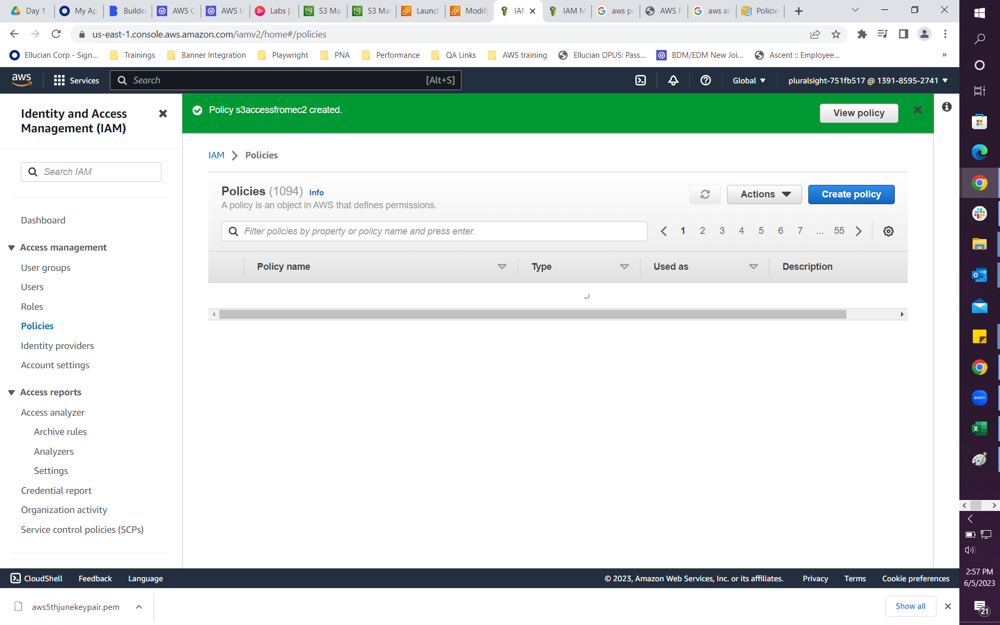 Day 1
My Ap
Builde
AWS C
AWS IA
Labs |
S3 Ma
S3 Ma
Launch
Modify
IAM
IAM M
aws po
AWS P
aws ar
Policie
us-east-1.console.aws.amazon.com/iamv2/home#/policies
Ellucian Corp - Sign...
Trainings
Banner Integration
Playwright
PNA
Performance
QA Links
AWS training
Ellucian OPUS: Pass...
BDM/EDM New Joi...
Ascent :: Employee...
»
aws
Services
Search
[Alt+S]
Global
pluralsight-751fb517 @ 1391-8595-2741
Identity and Access
Management (IAM)
Search IAM
Dashboard
Access management
User groups
Users
Roles
Policies
Identity providers
Account settings
Access reports
Access analyzer
Archive rules
Analyzers
Settings
Credential report
Organization activity
Service control policies (SCPs)
Policy s3accessfromec2 created.
View policy
IAM > Policies
Policies (1094) Info
A policy is an object in AWS that defines permissions.
Actions
Create policy
Filter policies by property or policy name and press enter.
1 2 3 4 5 6 7 ... 55
Policy name
Type
Used as
Description
CloudShell
Feedback
Language
© 2023, Amazon Web Services, Inc. or its affiliates.
Privacy
Terms
Cookie preferences
aws5thjunekeypair.pem
Show all
zoom
2:57 PM
6/5/2023
21